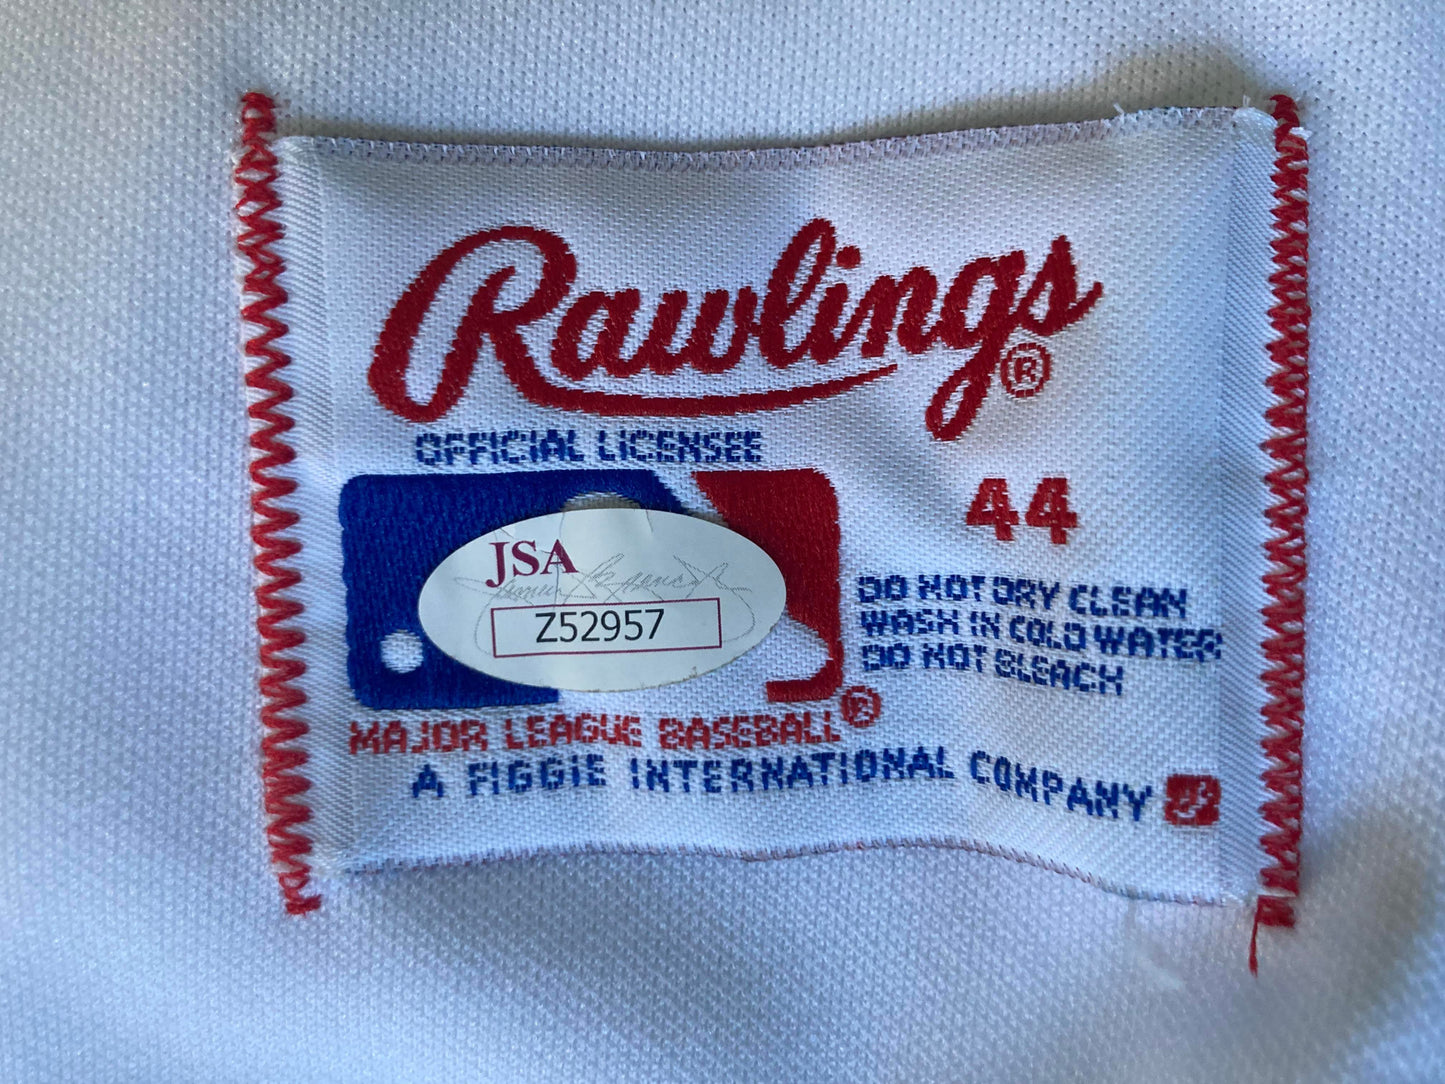 Rawlings®
OFFICIAL LICENSEE
44
JSA
Z52957
DO NOT DRY CLEAN
WASH IN COLD WATER
DO NOT BLEACH
MAJOR LEAGUE BASEBALL®
A FIGGIE INTERNATIONAL COMPANY